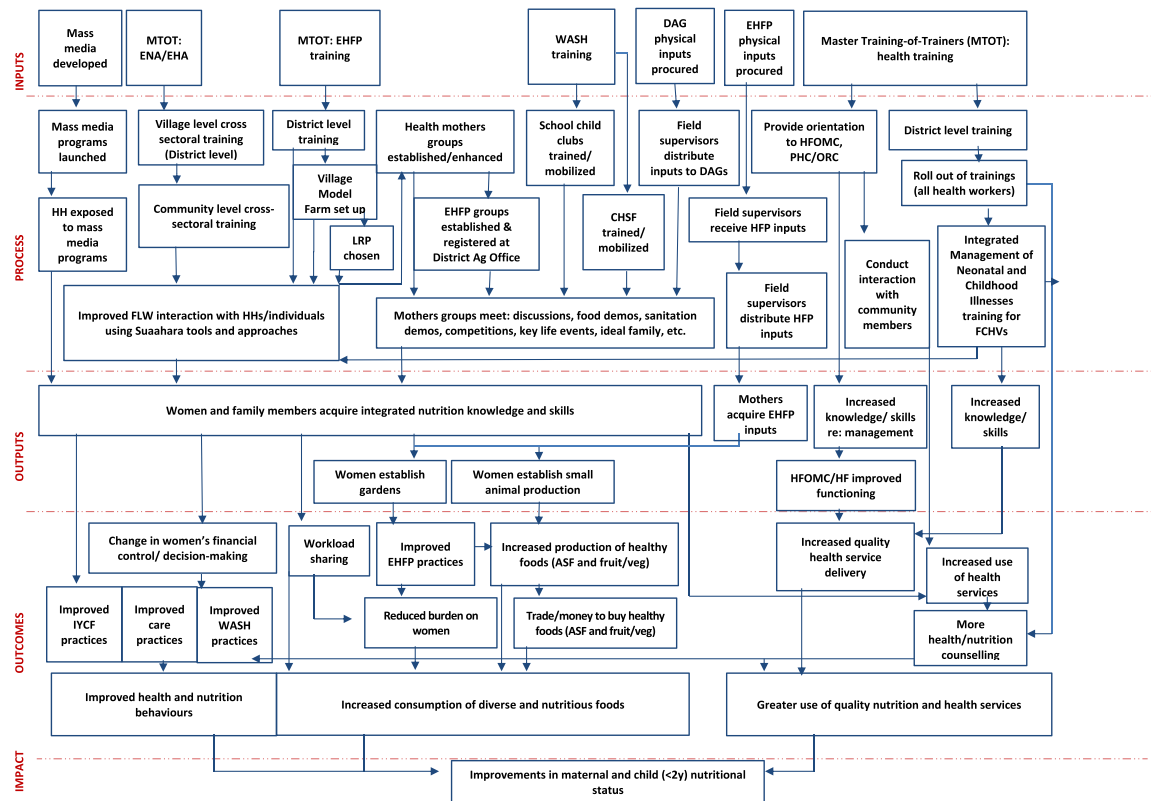 INPUTS
Mass
media
developed
MTOT:
ENA/EHA
MTOT: EHFP
training
WASH
training
DAG
physical
inputs
procured
EHFP
physical
inputs
procured
Master Training-of-Trainers (MTOT):
health training
PROCESS
Mass media
programs
launched
Village level cross
sectoral training
(District level)
District level
training
Health mothers
groups
established/enhanced
School child
clubs
trained/
mobilized
Field
supervisors
distribute
inputs to DAGs
Provide orientation
to HFOMC,
PHC/ORC
District level training
Roll out of trainings
(all health workers)
Village
Model
Farm set up
HH exposed
to mass
media
programs
Community level cross-
sectoral training
LRP
chosen
EHFP groups
established &
registered at
District Ag Office
CHSF
trained/
mobilized
Field supervisors
receive HFP inputs
Conduct
interaction
with
community
members
Integrated
Management of
Neonatal and
Childhood
Illnesses
training for
FCHVs
Improved FLW interaction with HHs/individuals
using Suaahara tools and approaches
Mothers groups meet: discussions, food demos, sanitation
demos, competitions, key life events, ideal family, etc.
Field
supervisors
distribute HFP
inputs
OUTPUTS
Women and family members acquire integrated nutrition knowledge and skills
Mothers
acquire EHFP
inputs
Increased
knowledge/ skills
re: management
Increased
knowledge/
skills
Women establish
gardens
Women establish small
animal production
HFOMC/HF improved
functioning
OUTCOMES
Change in women's financial
control/ decision-making
Workload
sharing
Improved
EHFP practices
Increased production of healthy
foods (ASF and fruit/veg)
Increased quality
health service
delivery
Increased use
of health
services
Improved
IYCF
practices
Improved
care
practices
Improved
WASH
practices
Reduced burden on
women
Trade/money to buy healthy
foods (ASF and fruit/veg)
More
health/nutrition
counselling
Improved health and nutrition
behaviours
Increased consumption of diverse and nutritious foods
Greater use of quality nutrition and health services
IMPACT
Improvements in maternal and child (<2y) nutritional
status